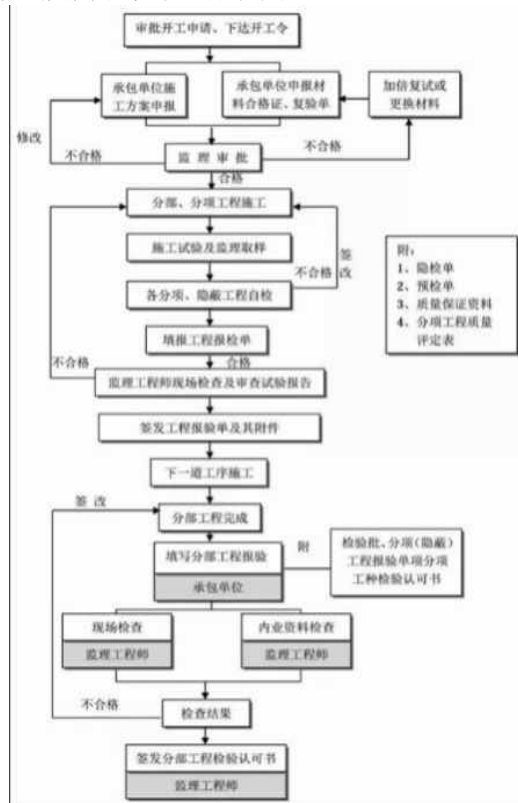 审批开工申请、下达开工令
承包单位施
工方案申报
承包单位申报材
料合格证、复验单
加倍复试或
更换材料
修改
不合格
监理审批
不合格
合格
分部、分项工程施工
施工试验及监理取样
不合格
签改
各分项、隐蔽工程自检
附:
1、隐检单
2、预检单
3、质量保证资料
4、分项工程质量
评定表
填报工程报检单
不合格
合格
监理工程师现场检查及审查试验报告
签发工程报验单及其附件
下一道工序施工
签 改
分部工程完成
填写分部工程报验
承包单位
附
检验批、分项(隐蔽)
工程报验单项分项
工种检验认可书
现场检查
监理工程师
内业资料检查
监理工程师
不合格
检查结果
签发分部工程检验认可书
监理工程师